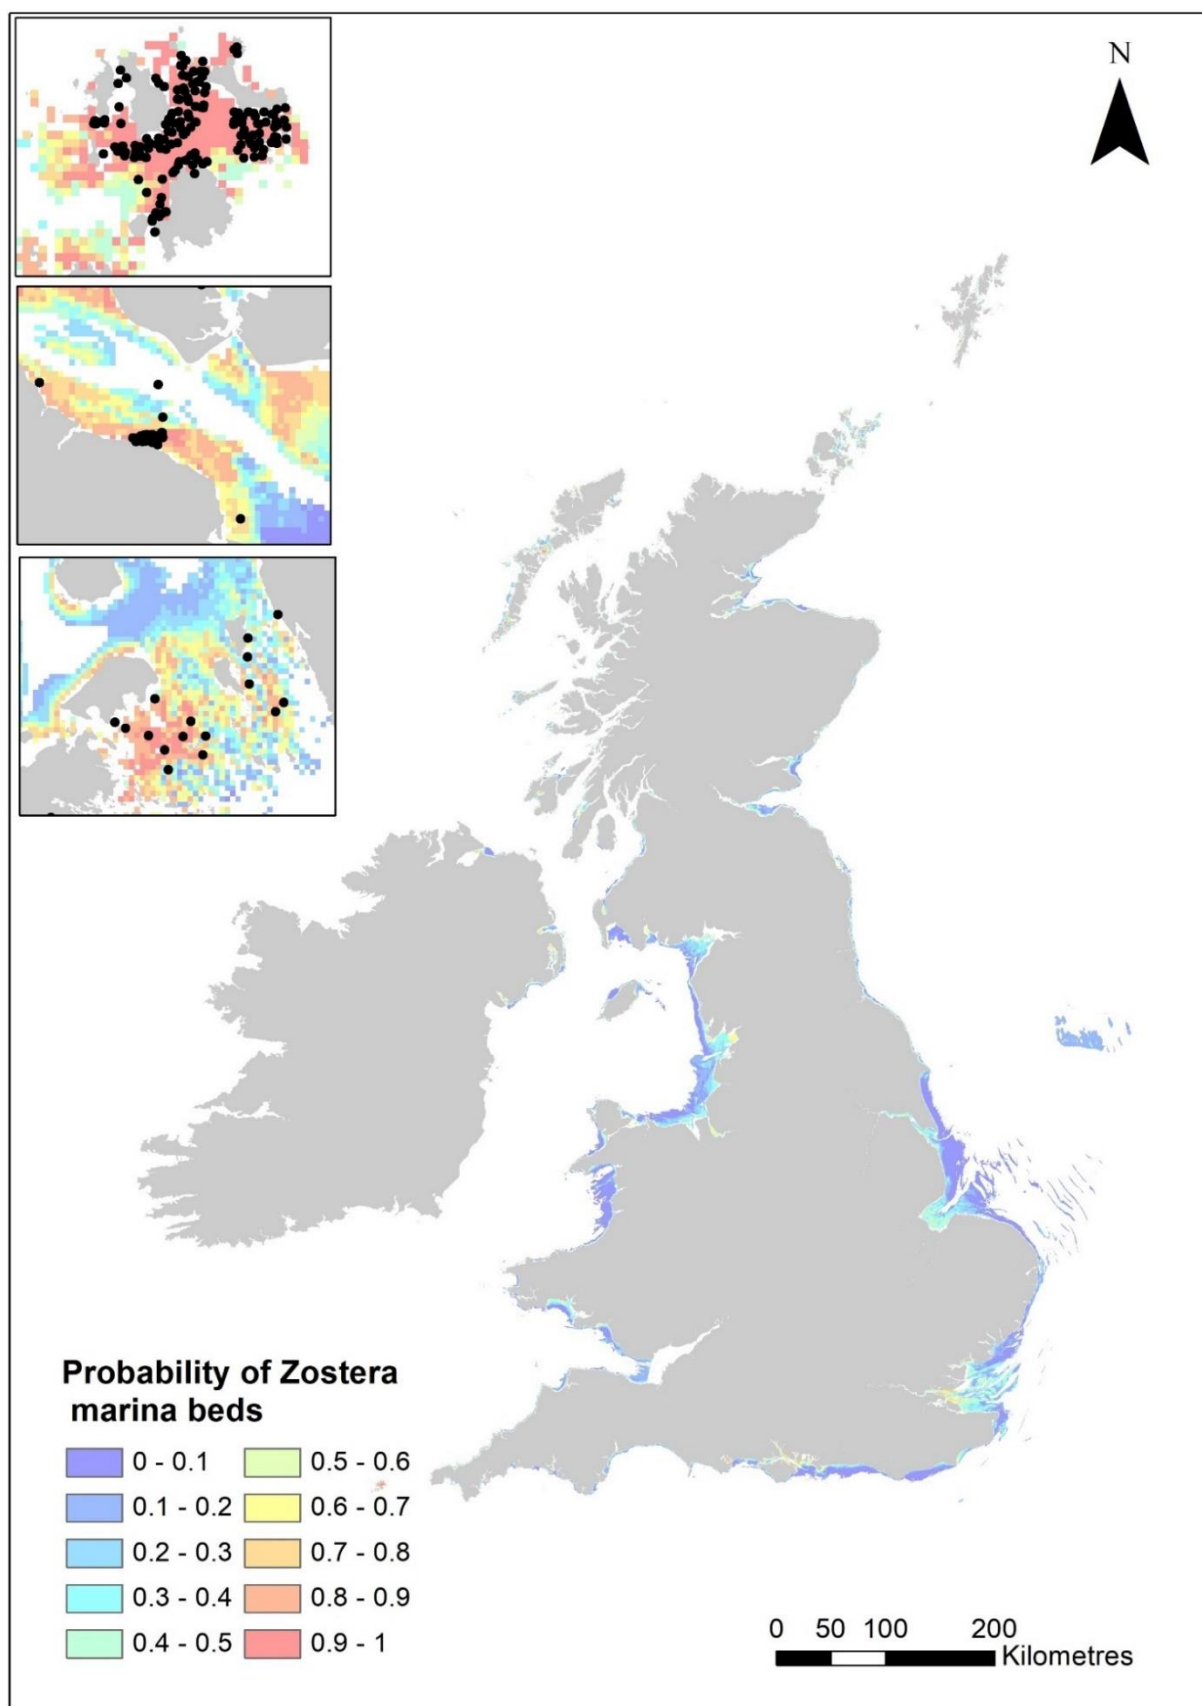 N
Probability of Zostera
marina beds
0 - 0.1
0.1 - 0.2
0.2 - 0.3
0.3 - 0.4
0.4 - 0.5
0.5 - 0.6
0.6 - 0.7
0.7 - 0.8
0.8 - 0.9
0.9 - 1
0 50 100 200
Kilometres